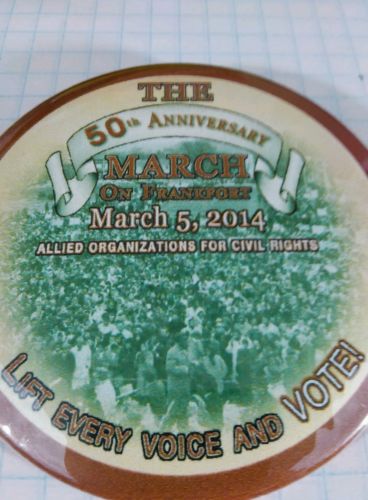 THE
50th ANNIVERSARY
MARCH
ON FRANKFORT
March 5, 2014
ALLIED ORGANIZATIONS FOR CIVIL RIGHTS
LIFT EVERY VOICE AND VOTE!